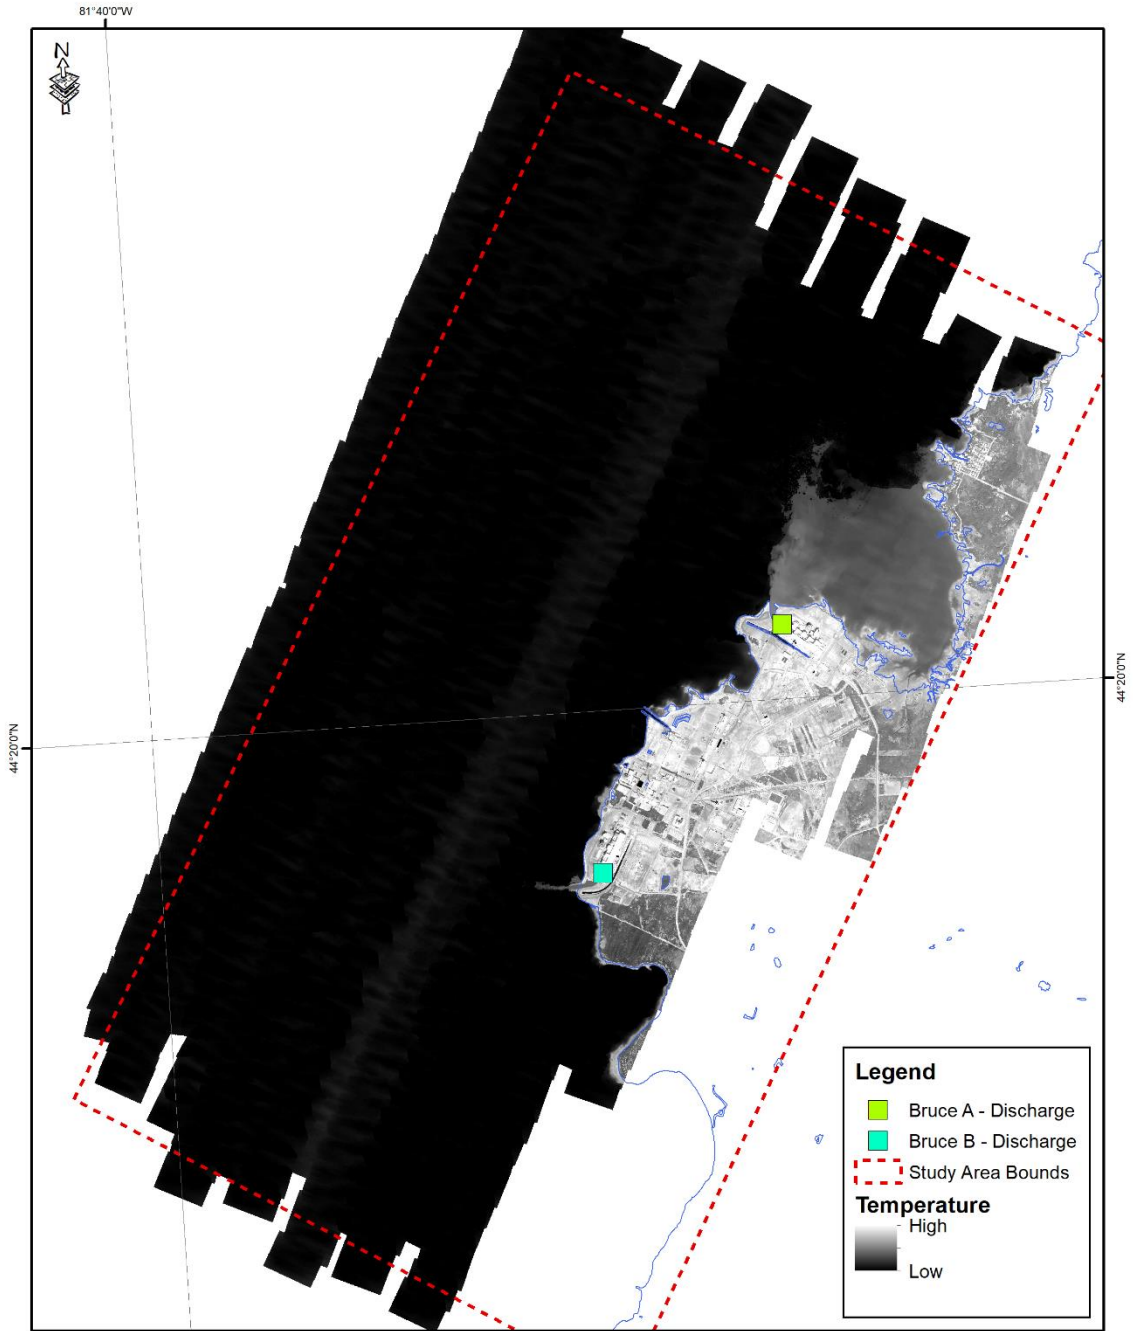 81°40'0"W
N
44°20'0"N
44°20'0"N
Legend
Bruce A - Discharge
Bruce B - Discharge
Study Area Bounds
Temperature
High
Low